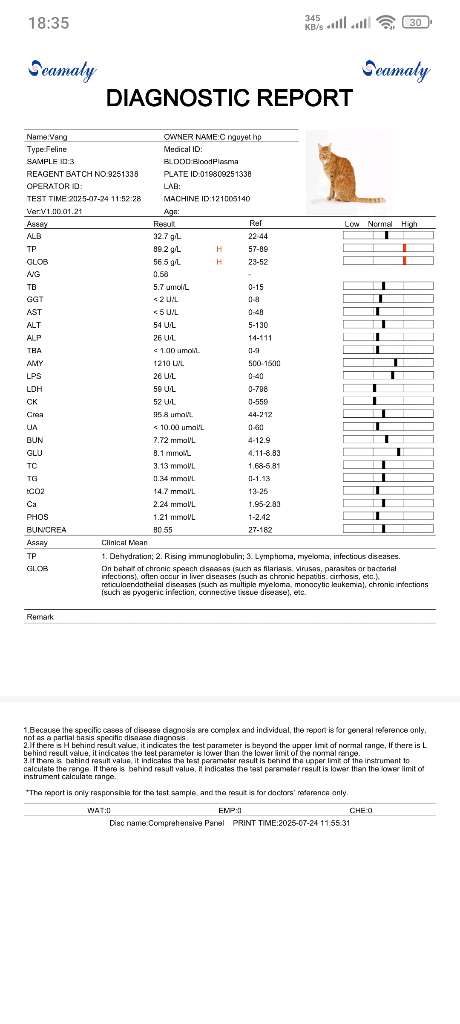 18:35
345 KB/s 30
Seamaty Seamaty
DIAGNOSTIC REPORT
Name:Vang OWNER NAME:C nguyet hp
Type:Feline Medical ID:
SAMPLE ID:3 BLOOD:BloodPlasma
REAGENT BATCH NO:9251338 PLATE ID:019809251338
OPERATOR ID: LAB:
TEST TIME:2025-07-24 11:52:28 MACHINE ID:121005140
Ver:V1.00.01.21 Age:
Assay Result Ref Low Normal High
ALB 32.7 g/L 22-44
TP 89.2 g/L H 57-89
GLOB 56.5 g/L H 23-52
A/G 0.58 -
TB 5.7 umol/L 0-15
GGT < 2 U/L 0-8
AST < 5 U/L 0-48
ALT 54 U/L 5-130
ALP 26 U/L 14-111
TBA < 1.00 umol/L 0-9
AMY 1210 U/L 500-1500
LPS 26 U/L 0-40
LDH 59 U/L 0-798
CK 52 U/L 0-559
Crea 95.8 umol/L 44-212
UA < 10.00 umol/L 0-60
BUN 7.72 mmol/L 4-12.9
GLU 8.1 mmol/L 4.11-8.83
TC 3.13 mmol/L 1.68-5.81
TG 0.34 mmol/L 0-1.13
tCO2 14.7 mmol/L 13-25
Ca 2.24 mmol/L 1.95-2.83
PHOS 1.21 mmol/L 1-2.42
BUN/CREA 80.55 27-182
Assay Clinical Mean
TP 1. Dehydration; 2. Rising immunoglobulin; 3. Lymphoma, myeloma, infectious diseases.
GLOB On behalf of chronic speech diseases (such as filariasis, viruses, parasites or bacterial
infections), often occur in liver diseases (such as chronic hepatitis, cirrhosis, etc.),
reticuloendothelial diseases (such as multiple myeloma, monocytic leukemia), chronic infections
(such as pyogenic infection, connective tissue disease), etc.
Remark
1.Because the specific cases of disease diagnosis are complex and individual, the report is for general reference only,
not as a partial basis specific disease diagnosis.
2.If there is H behind result value, it indicates the test parameter is beyond the upper limit of normal range, If there is L
behind result value, it indicates the test parameter is lower than the lower limit of the normal range.
3.If there is behind result value, it indicates the test parameter result is behind the upper limit of the instrument to
calculate the range. If there is behind result value, it indicates the test parameter result is lower than the lower limit of
instrument calculate range.
*The report is only responsible for the test sample, and the result is for doctors' reference only.
WAT:0 EMP:0 CHE:0
Disc name:Comprehensive Panel PRINT TIME:2025-07-24 11:55:31